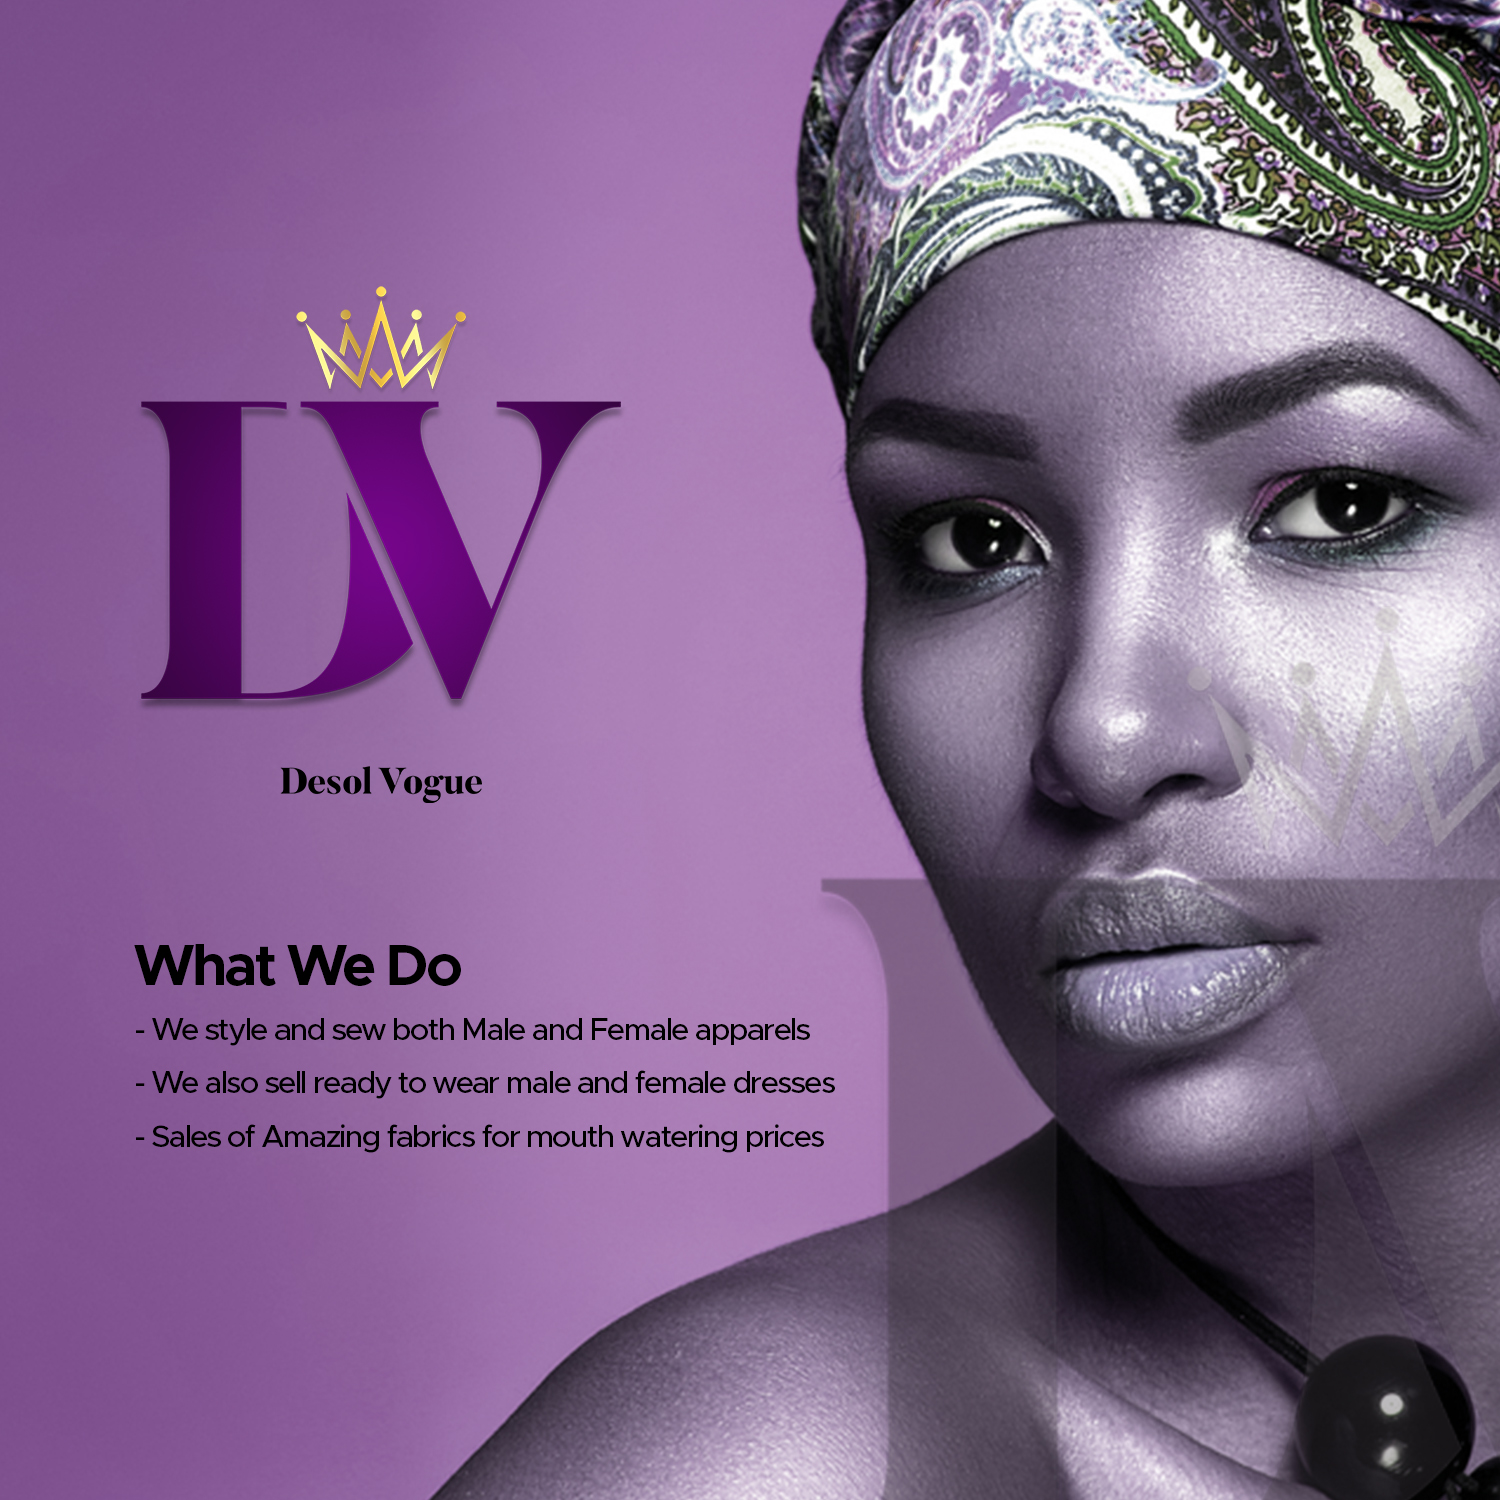 DV
Desol Vogue
What We Do
- We style and sew both Male and Female apparels
- We also sell ready to wear male and female dresses
- Sales of Amazing fabrics for mouth watering prices